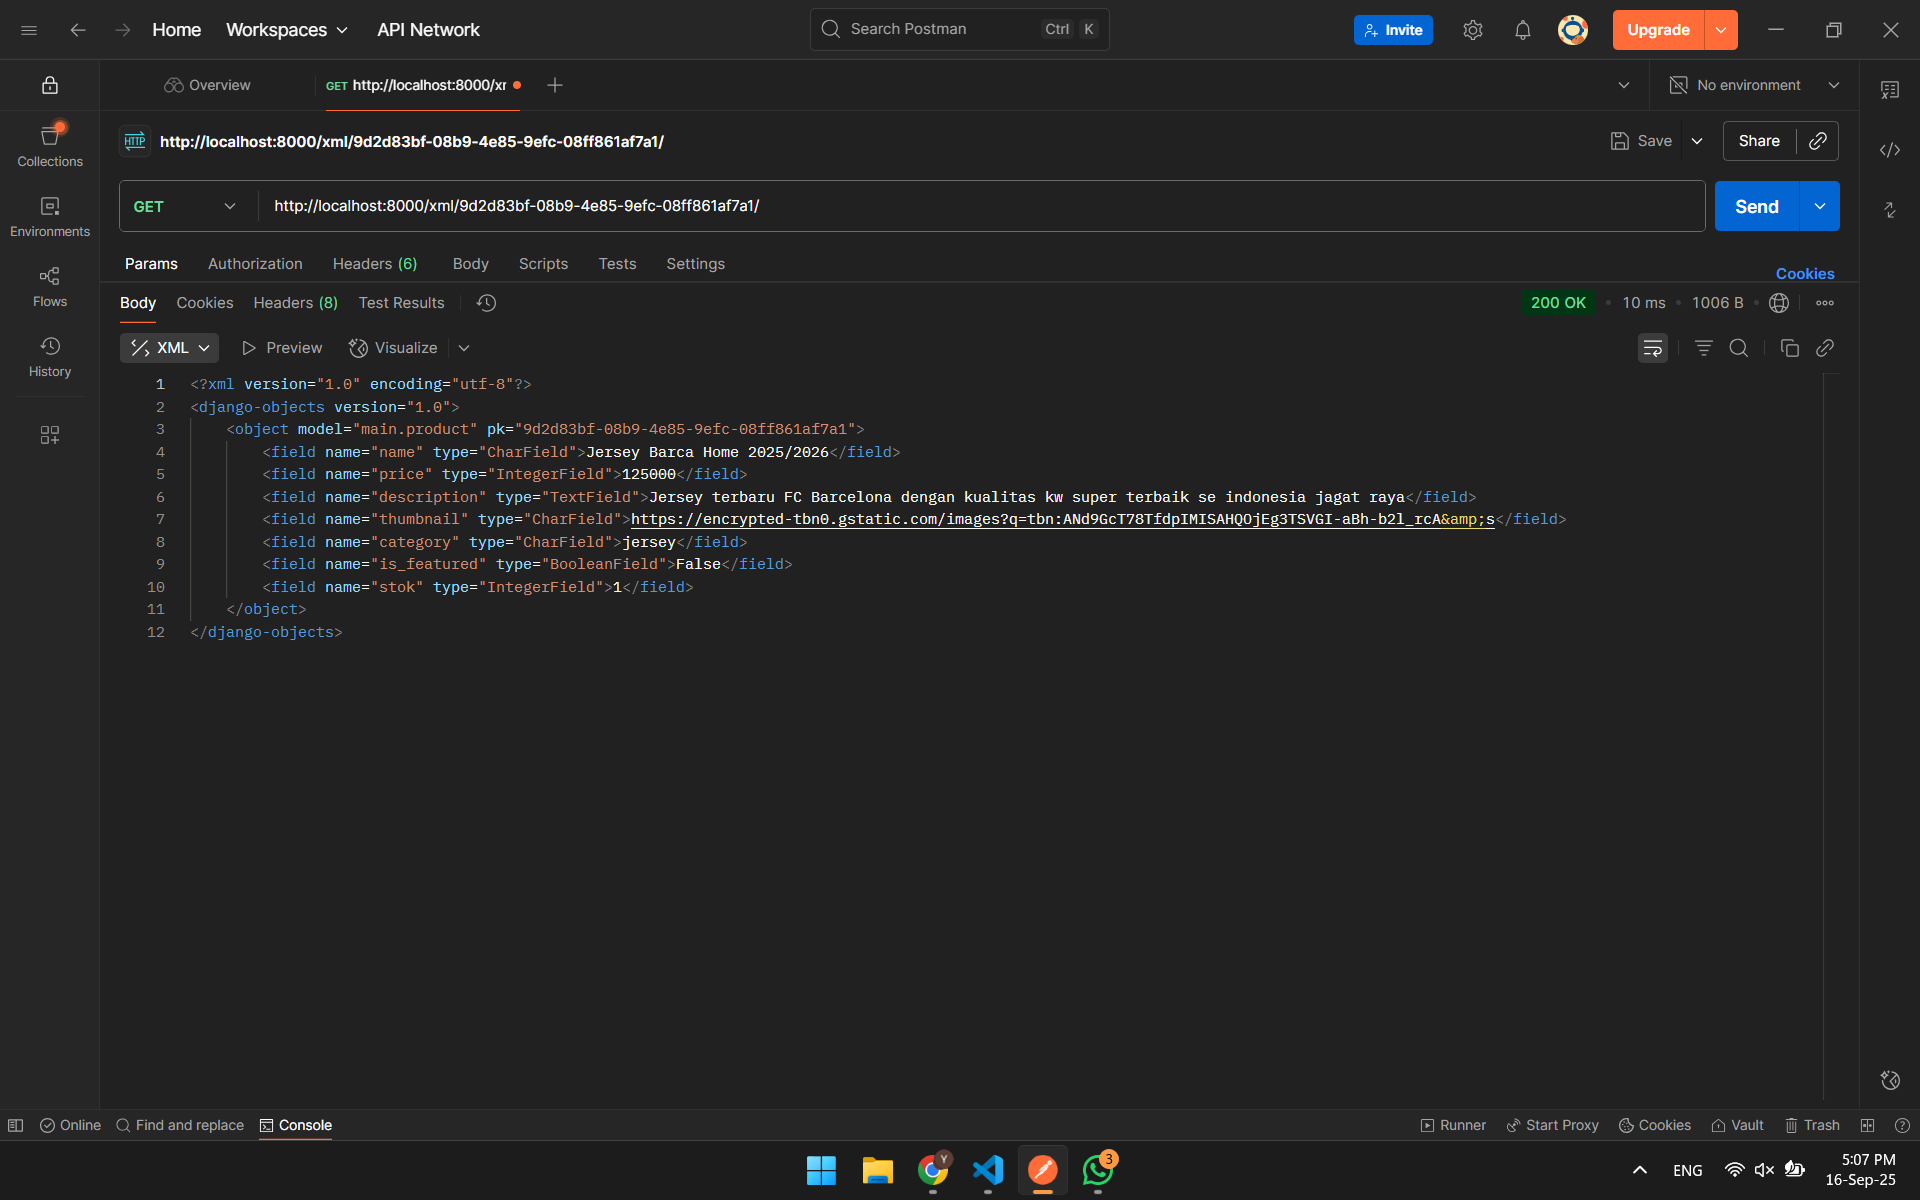 Home Workspaces API Network Search Postman Ctrl K Invite Upgrade
Overview GET http://localhost:8000/xr No environment
HTTP http://localhost:8000/xml/9d2d83bf-08b9-4e85-9efc-08ff861af7a1/ Save Share
Collections
GET http://localhost:8000/xml/9d2d83bf-08b9-4e85-9efc-08ff861af7a1/ Send
Environments
Params Authorization Headers (6) Body Scripts Tests Settings Cookies
Flows
Body Cookies Headers (8) Test Results 200 OK 10 ms 1006 B
XML Preview Visualize
History
1 <?xml version="1.0" encoding="utf-8"?>
2 <django-objects version="1.0">
3 <object model="main.product" pk="9d2d83bf-08b9-4e85-9efc-08ff861af7a1">
4 <field name="name" type="CharField">Jersey Barca Home 2025/2026</field>
5 <field name="price" type="IntegerField">125000</field>
6 <field name="description" type="TextField">Jersey terbaru FC Barcelona dengan kualitas kw super terbaik se indonesia jagat raya</field>
7 <field name="thumbnail" type="CharField">https://encrypted-tbn0.gstatic.com/images?q=tbn:ANd9GcT78TfdpIMISAHQOjEg3TSVGI-aBh-b2l_rcA&amp;s</field>
8 <field name="category" type="CharField">jersey</field>
9 <field name="is_featured" type="BooleanField">False</field>
10 <field name="stok" type="IntegerField">1</field>
11 </object>
12 </django-objects>
Online Find and replace Console Runner Start Proxy Cookies Vault Trash
Y 3 ENG 5:07 PM
16-Sep-25